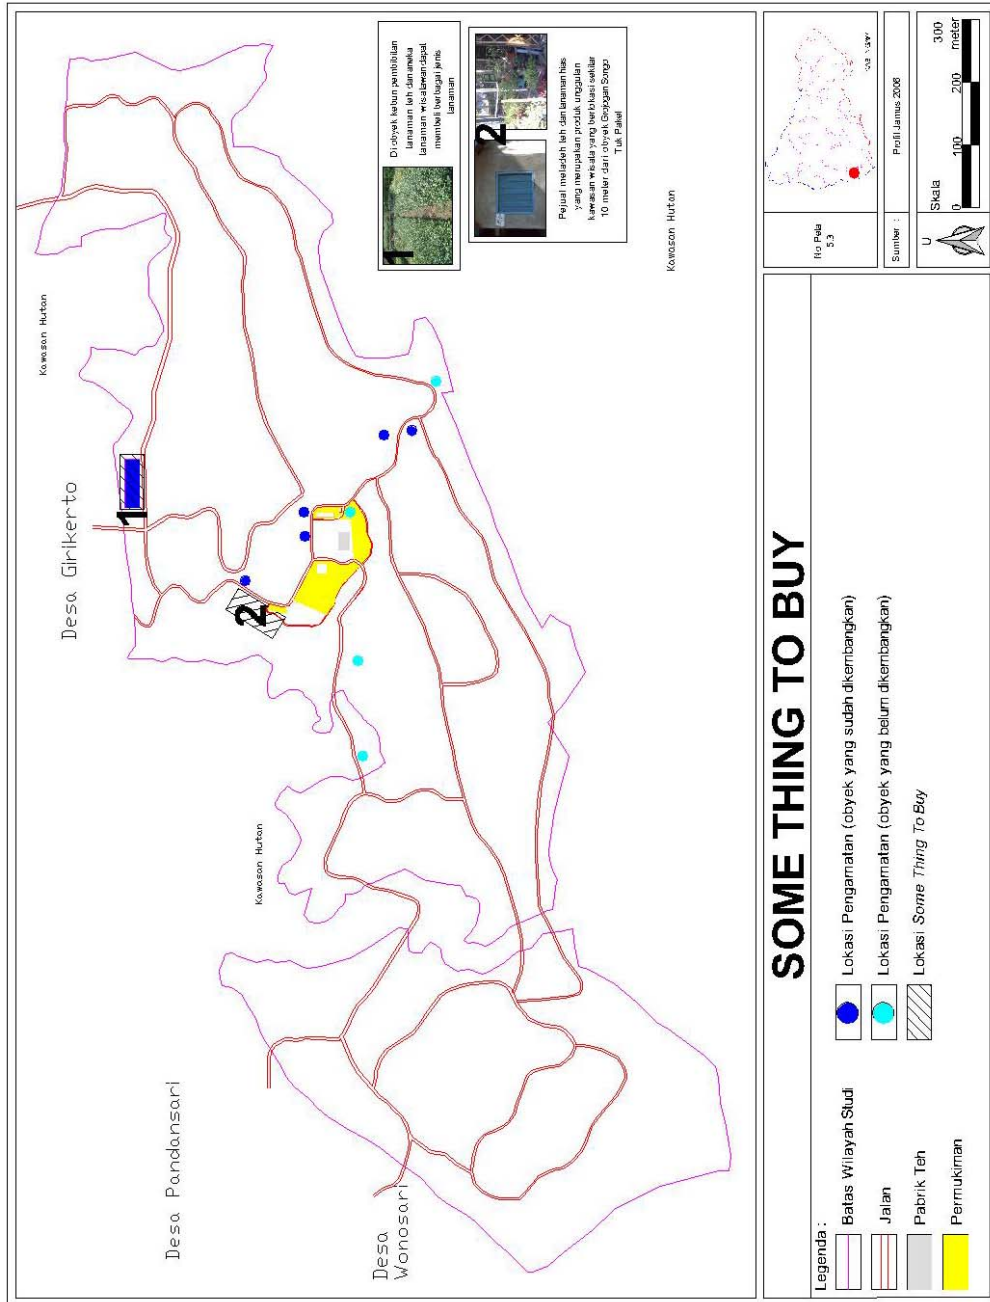 Desa Girikerto
Desa Pandansari
Desa
Wonosari
Kawasan Hutan
Kawasan Hutan
Kawasan Hutan
1
2
1
Di obyek kebun pembibitan
tanaman teh dan aneka
tanaman wisatawan dapat
membeli berbagai jenis
tanaman
2
Penjual meladeh teh dan tanaman hias
yang merupakan produk unggulan
kawasan wisata yang berlokasi sekitar
10 meter dari obyek Grojogan Songo
Tuk Pakel
SOME THING TO BUY
Legenda :
Batas Wilayah Studi
Jalan
Pabrik Teh
Permukiman
Lokasi Pengamatan (obyek yang sudah dikembangkan)
Lokasi Pengamatan (obyek yang belum dikembangkan)
Lokasi Some Thing To Buy
No Peta
5.3
Sumber :
Profil Jamus 2006
U
Skala
0 100 200 300
meter